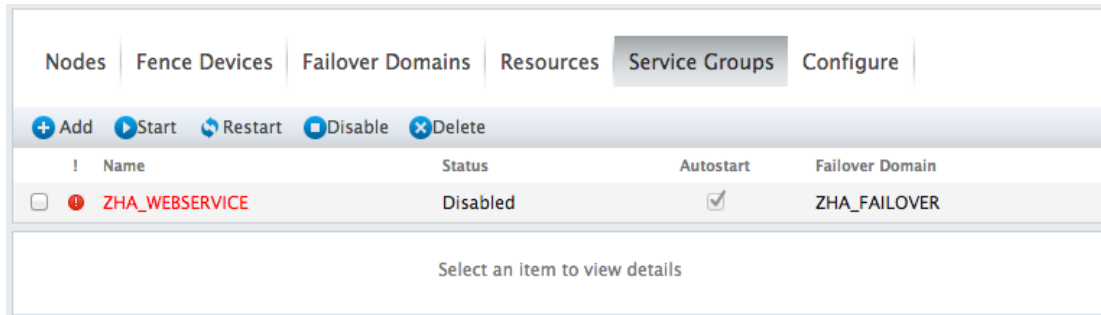 Nodes Fence Devices Failover Domains Resources Service Groups Configure
Add Start Restart Disable Delete
! Name Status Autostart Failover Domain
ZHA_WEBSERVICE Disabled ZHA_FAILOVER
Select an item to view details